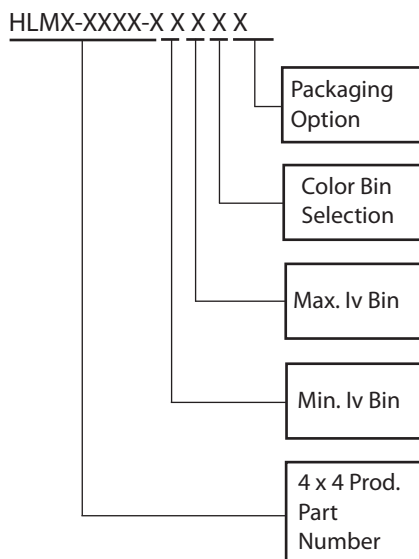 HLMX-XXXX-X X X X X
Packaging
Option
Color Bin
Selection
Max. Iv Bin
Min. Iv Bin
4 x 4 Prod.
Part
Number